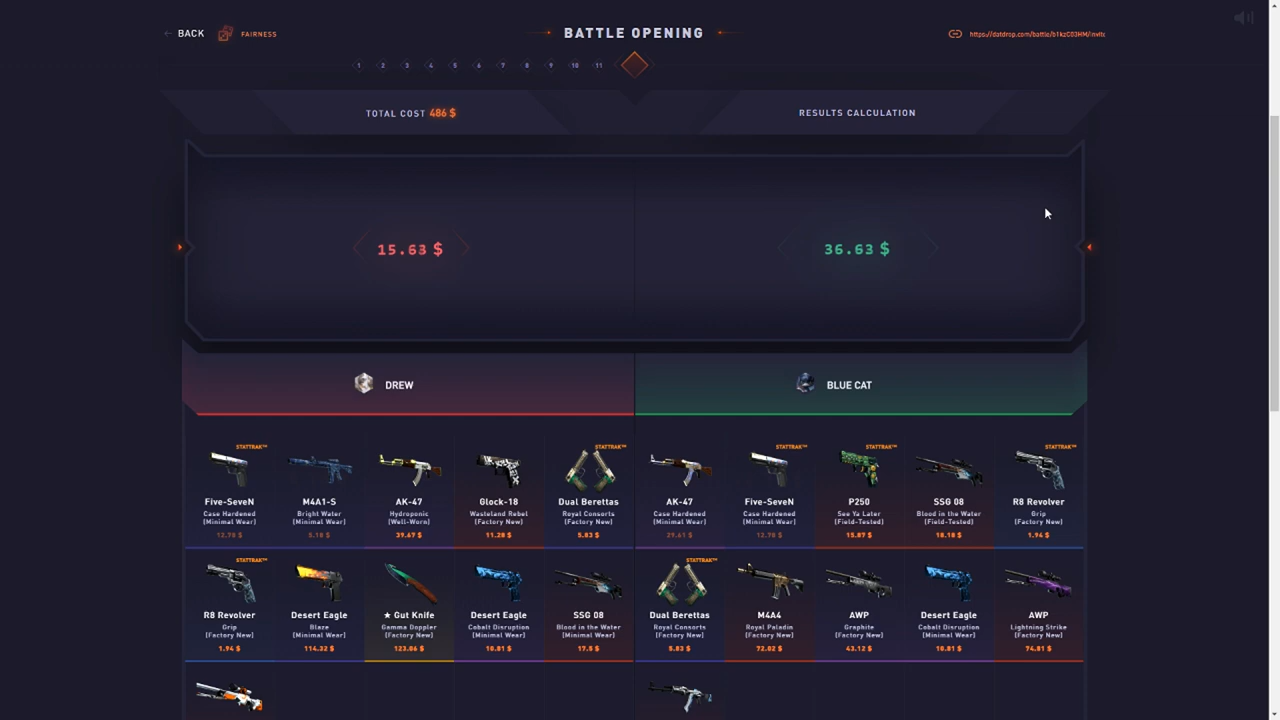 BACK
FAIRNESS
BATTLE OPENING
1 2 3 4 5 6 7 8 9 10 11
TOTAL COST 486 $
RESULTS CALCULATION
15.63 $
36.63 $
DREW
BLUE CAT
STATTRAK™ STATTRAK™ STATTRAK™ STATTRAK™ STATTRAK™
Five-SeveN M4A1-S AK-47 Glock-18 Dual Berettas AK-47 Five-SeveN P250 SSG 08 R8 Revolver
Case Hardened Bright Water Hydroponic Wasteland Rebel Royal Consorts Case Hardened Case Hardened See Ya Later Blood in the Water Grip
(Minimal Wear) (Minimal Wear) (Well-Worn) (Factory New) (Factory New) (Minimal Wear) (Minimal Wear) (Field-Tested) (Field-Tested) (Factory New)
39.67 $ 11.28 $ 5.83 $ 29.61 $ 15.87 $ 18.18 $ 1.94 $
STATTRAK™ STATTRAK™
R8 Revolver Desert Eagle ★ Gut Knife Desert Eagle SSG 08 Dual Berettas M4A4 AWP Desert Eagle AWP
Grip Blaze Gamma Doppler Cobalt Disruption Blood in the Water Royal Consorts Royal Paladin Graphite Cobalt Disruption Lightning Strike
(Factory New) (Minimal Wear) (Factory New) (Minimal Wear) (Minimal Wear) (Factory New) (Factory New) (Factory New) (Minimal Wear) (Factory New)
1.94 $ 114.32 $ 123.86 $ 10.81 $ 17.5 $ 5.83 $ 72.02 $ 43.12 $ 10.81 $ 74.81 $